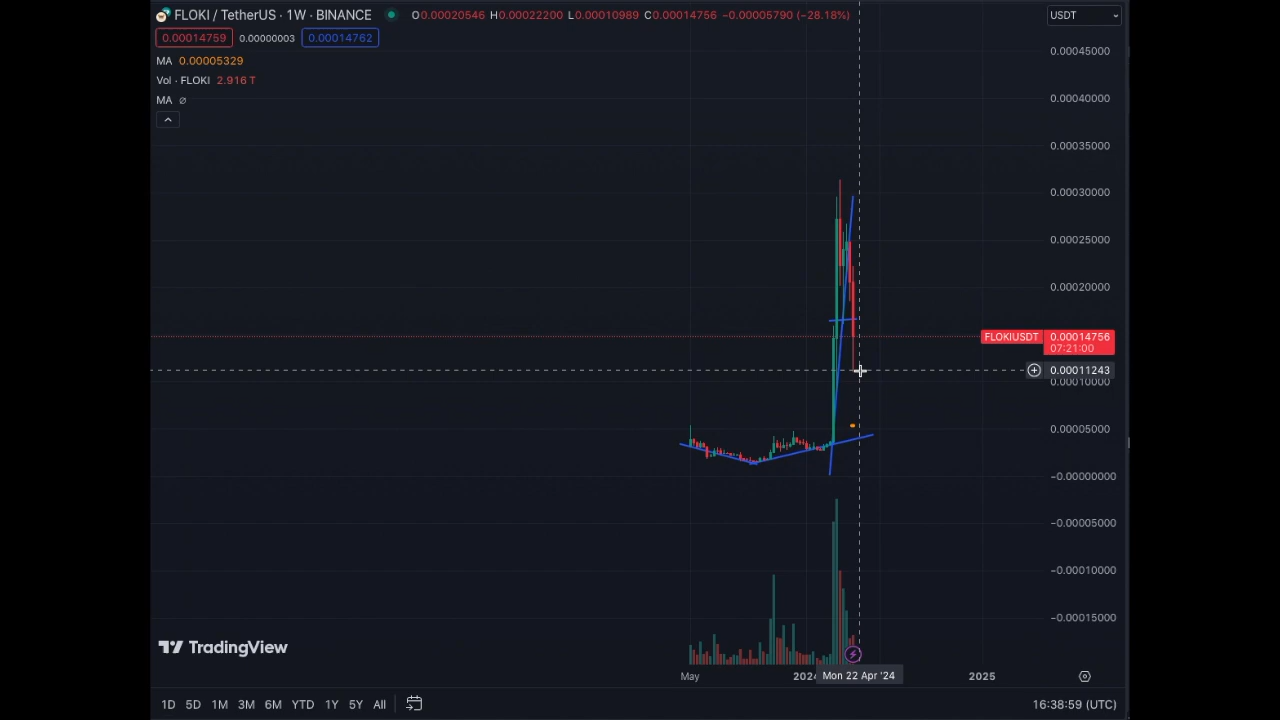 FLOKI / TetherUS · 1W · BINANCE O0.00020546 H0.00022200 L0.00010989 C0.00014756 −0.00005790 (−28.18%)
USDT
0.00014759 0.00000003 0.00014762
MA 0.00005329
Vol · FLOKI 2.916 T
MA ∅
0.00045000
0.00040000
0.00035000
0.00030000
0.00025000
0.00020000
FLOKIUSDT 0.00014756
07:21:00
0.00011243
0.00010000
0.00005000
−0.00000000
−0.00005000
−0.00010000
−0.00015000
TradingView
May 2024 Mon 22 Apr '24 2025
1D 5D 1M 3M 6M YTD 1Y 5Y All 16:38:59 (UTC)